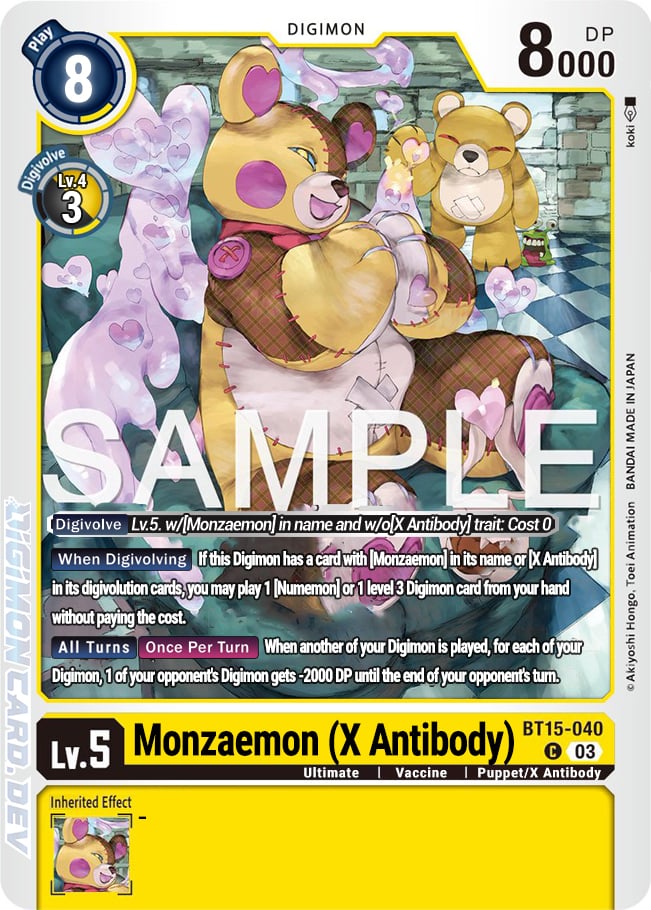 DIGIMON
Play
8
DP
8000
Digivolve
Lv.4
3
koki
SAMPLE
Digivolve Lv.5. w/[Monzaemon] in name and w/o[X Antibody] trait: Cost 0
When Digivolving If this Digimon has a card with [Monzaemon] in its name or [X Antibody]
in its digivolution cards, you may play 1 [Numemon] or 1 level 3 Digimon card from your hand
without paying the cost.
All Turns Once Per Turn When another of your Digimon is played, for each of your
Digimon, 1 of your opponent's Digimon gets -2000 DP until the end of your opponent's turn.
© Akiyoshi Hongo, Toei Animation BANDAI MADE IN JAPAN
DIGIMONCARD.DEV
Lv.5
Monzaemon (X Antibody)
BT15-040
C 03
Ultimate | Vaccine | Puppet/X Antibody
Inherited Effect
-